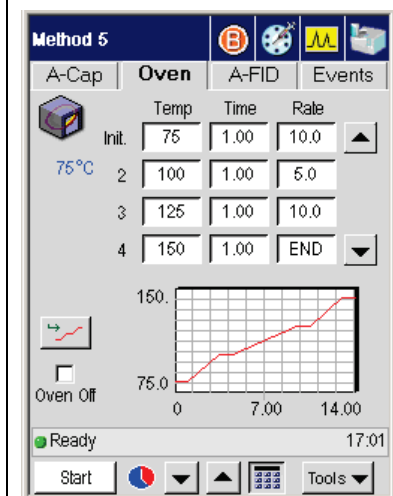 Method 5 B
A-Cap Oven A-FID Events
Temp Time Rate
Init. 75 1.00 10.0
75°C 2 100 1.00 5.0
3 125 1.00 10.0
4 150 1.00 END
150.
75.0
Oven Off
0 7.00 14.00
Ready 17:01
Start Tools